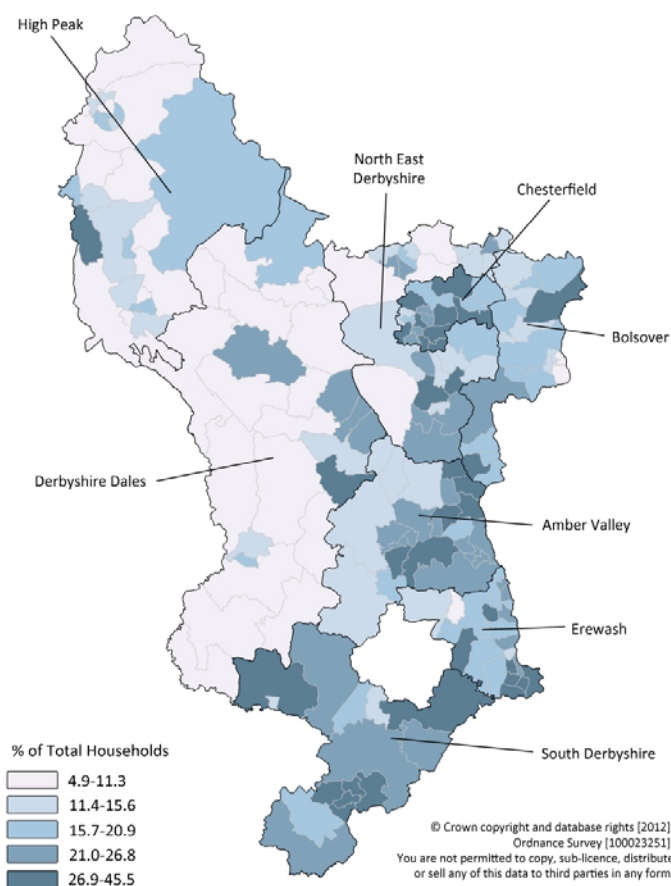 High Peak
North East
Derbyshire
Chesterfield
Bolsover
Derbyshire Dales
Amber Valley
Erewash
South Derbyshire
% of Total Households
4.9-11.3
11.4-15.6
15.7-20.9
21.0-26.8
26.9-45.5
© Crown copyright and database rights [2012]
Ordnance Survey [100023251]
You are not permitted to copy, sub-licence, distribute
or sell any of this data to third parties in any form